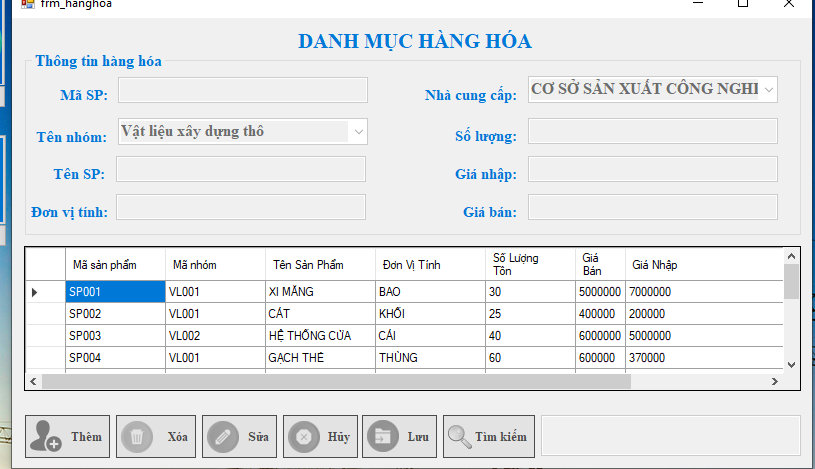 frm_hanghoa
DANH MỤC HÀNG HÓA
Thông tin hàng hóa
Mã SP:
Nhà cung cấp: CƠ SỞ SẢN XUẤT CÔNG NGHI
Tên nhóm: Vật liệu xây dựng thô
Số lượng:
Tên SP:
Giá nhập:
Đơn vị tính:
Giá bán:
Mã sản phẩm Mã nhóm Tên Sản Phẩm Đơn Vị Tính Số Lượng Tồn Giá Bán Giá Nhập
SP001 VL001 XI MĂNG BAO 30 5000000 7000000
SP002 VL001 CÁT KHỐI 25 400000 200000
SP003 VL002 HỆ THỐNG CỬA CÁI 40 6000000 5000000
SP004 VL001 GẠCH THẺ THÙNG 60 600000 370000
Thêm Xóa Sửa Hủy Lưu Tìm kiếm